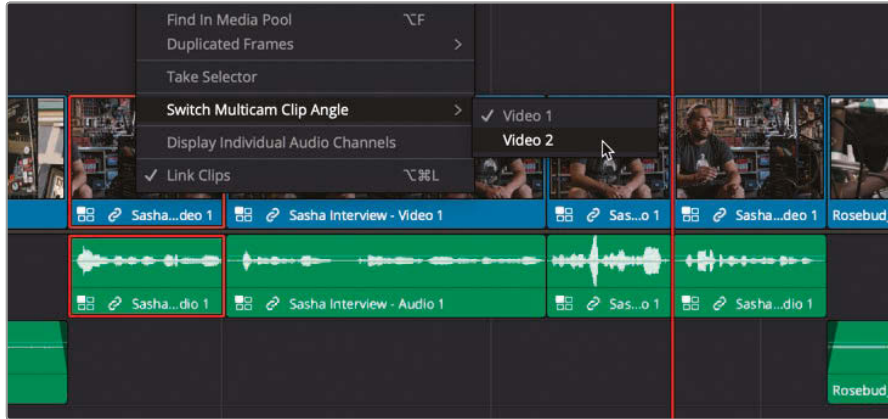 Find In Media Pool ⌥F
Duplicated Frames >
Take Selector
Switch Multicam Clip Angle >
✓ Video 1
Video 2
Display Individual Audio Channels
✓ Link Clips ⌥⌘L
Sasha...deo 1
Sasha Interview - Video 1
Sas...o 1
Sasha...deo 1
Rosebud
Sasha...dio 1
Sasha Interview - Audio 1
Sas...o 1
Sasha...dio 1
Rosebud